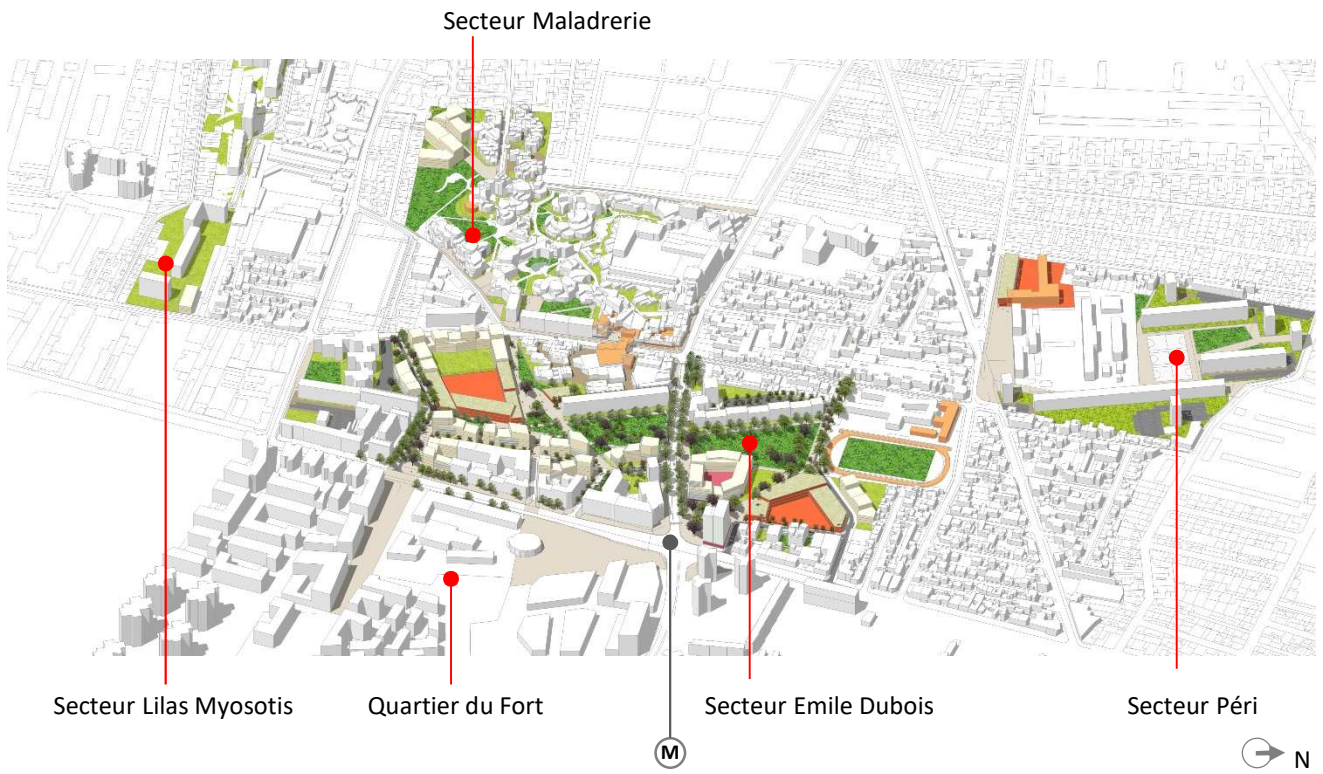 Secteur Maladrerie
Secteur Lilas Myosotis
Quartier du Fort
Secteur Emile Dubois
Secteur Péri
M
N